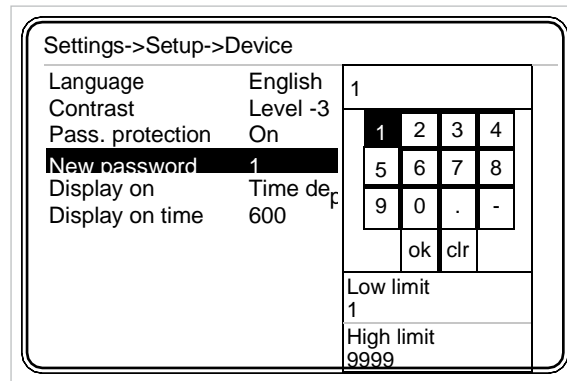 Settings->Setup->Device
Language English
Contrast Level -3
Pass. protection On
New password 1
Display on Time dep
Display on time 600
1
1 2 3 4
5 6 7 8
9 0 . -
ok clr
Low limit
1
High limit
9999